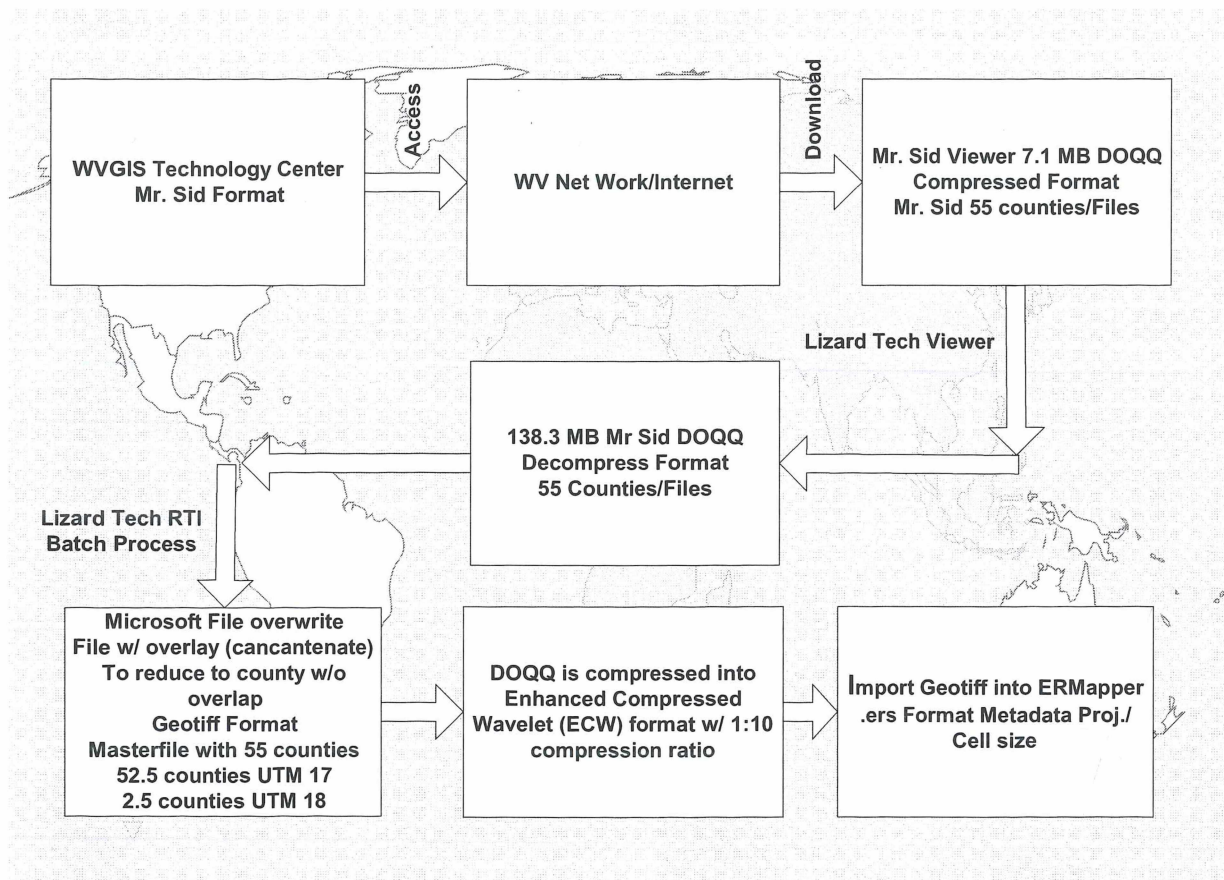 WVGIS Technology Center
Mr. Sid Format
Access
WV Net Work/Internet
Download
Mr. Sid Viewer 7.1 MB DOQQ
Compressed Format
Mr. Sid 55 counties/Files
Lizard Tech Viewer
138.3 MB Mr Sid DOQQ
Decompress Format
55 Counties/Files
Lizard Tech RTI
Batch Process
Microsoft File overwrite
File w/ overlay (cancantenate)
To reduce to county w/o
overlap
Geotiff Format
Masterfile with 55 counties
52.5 counties UTM 17
2.5 counties UTM 18
DOQQ is compressed into
Enhanced Compressed
Wavelet (ECW) format w/ 1:10
compression ratio
Import Geotiff into ERMapper
.ers Format Metadata Proj./
Cell size